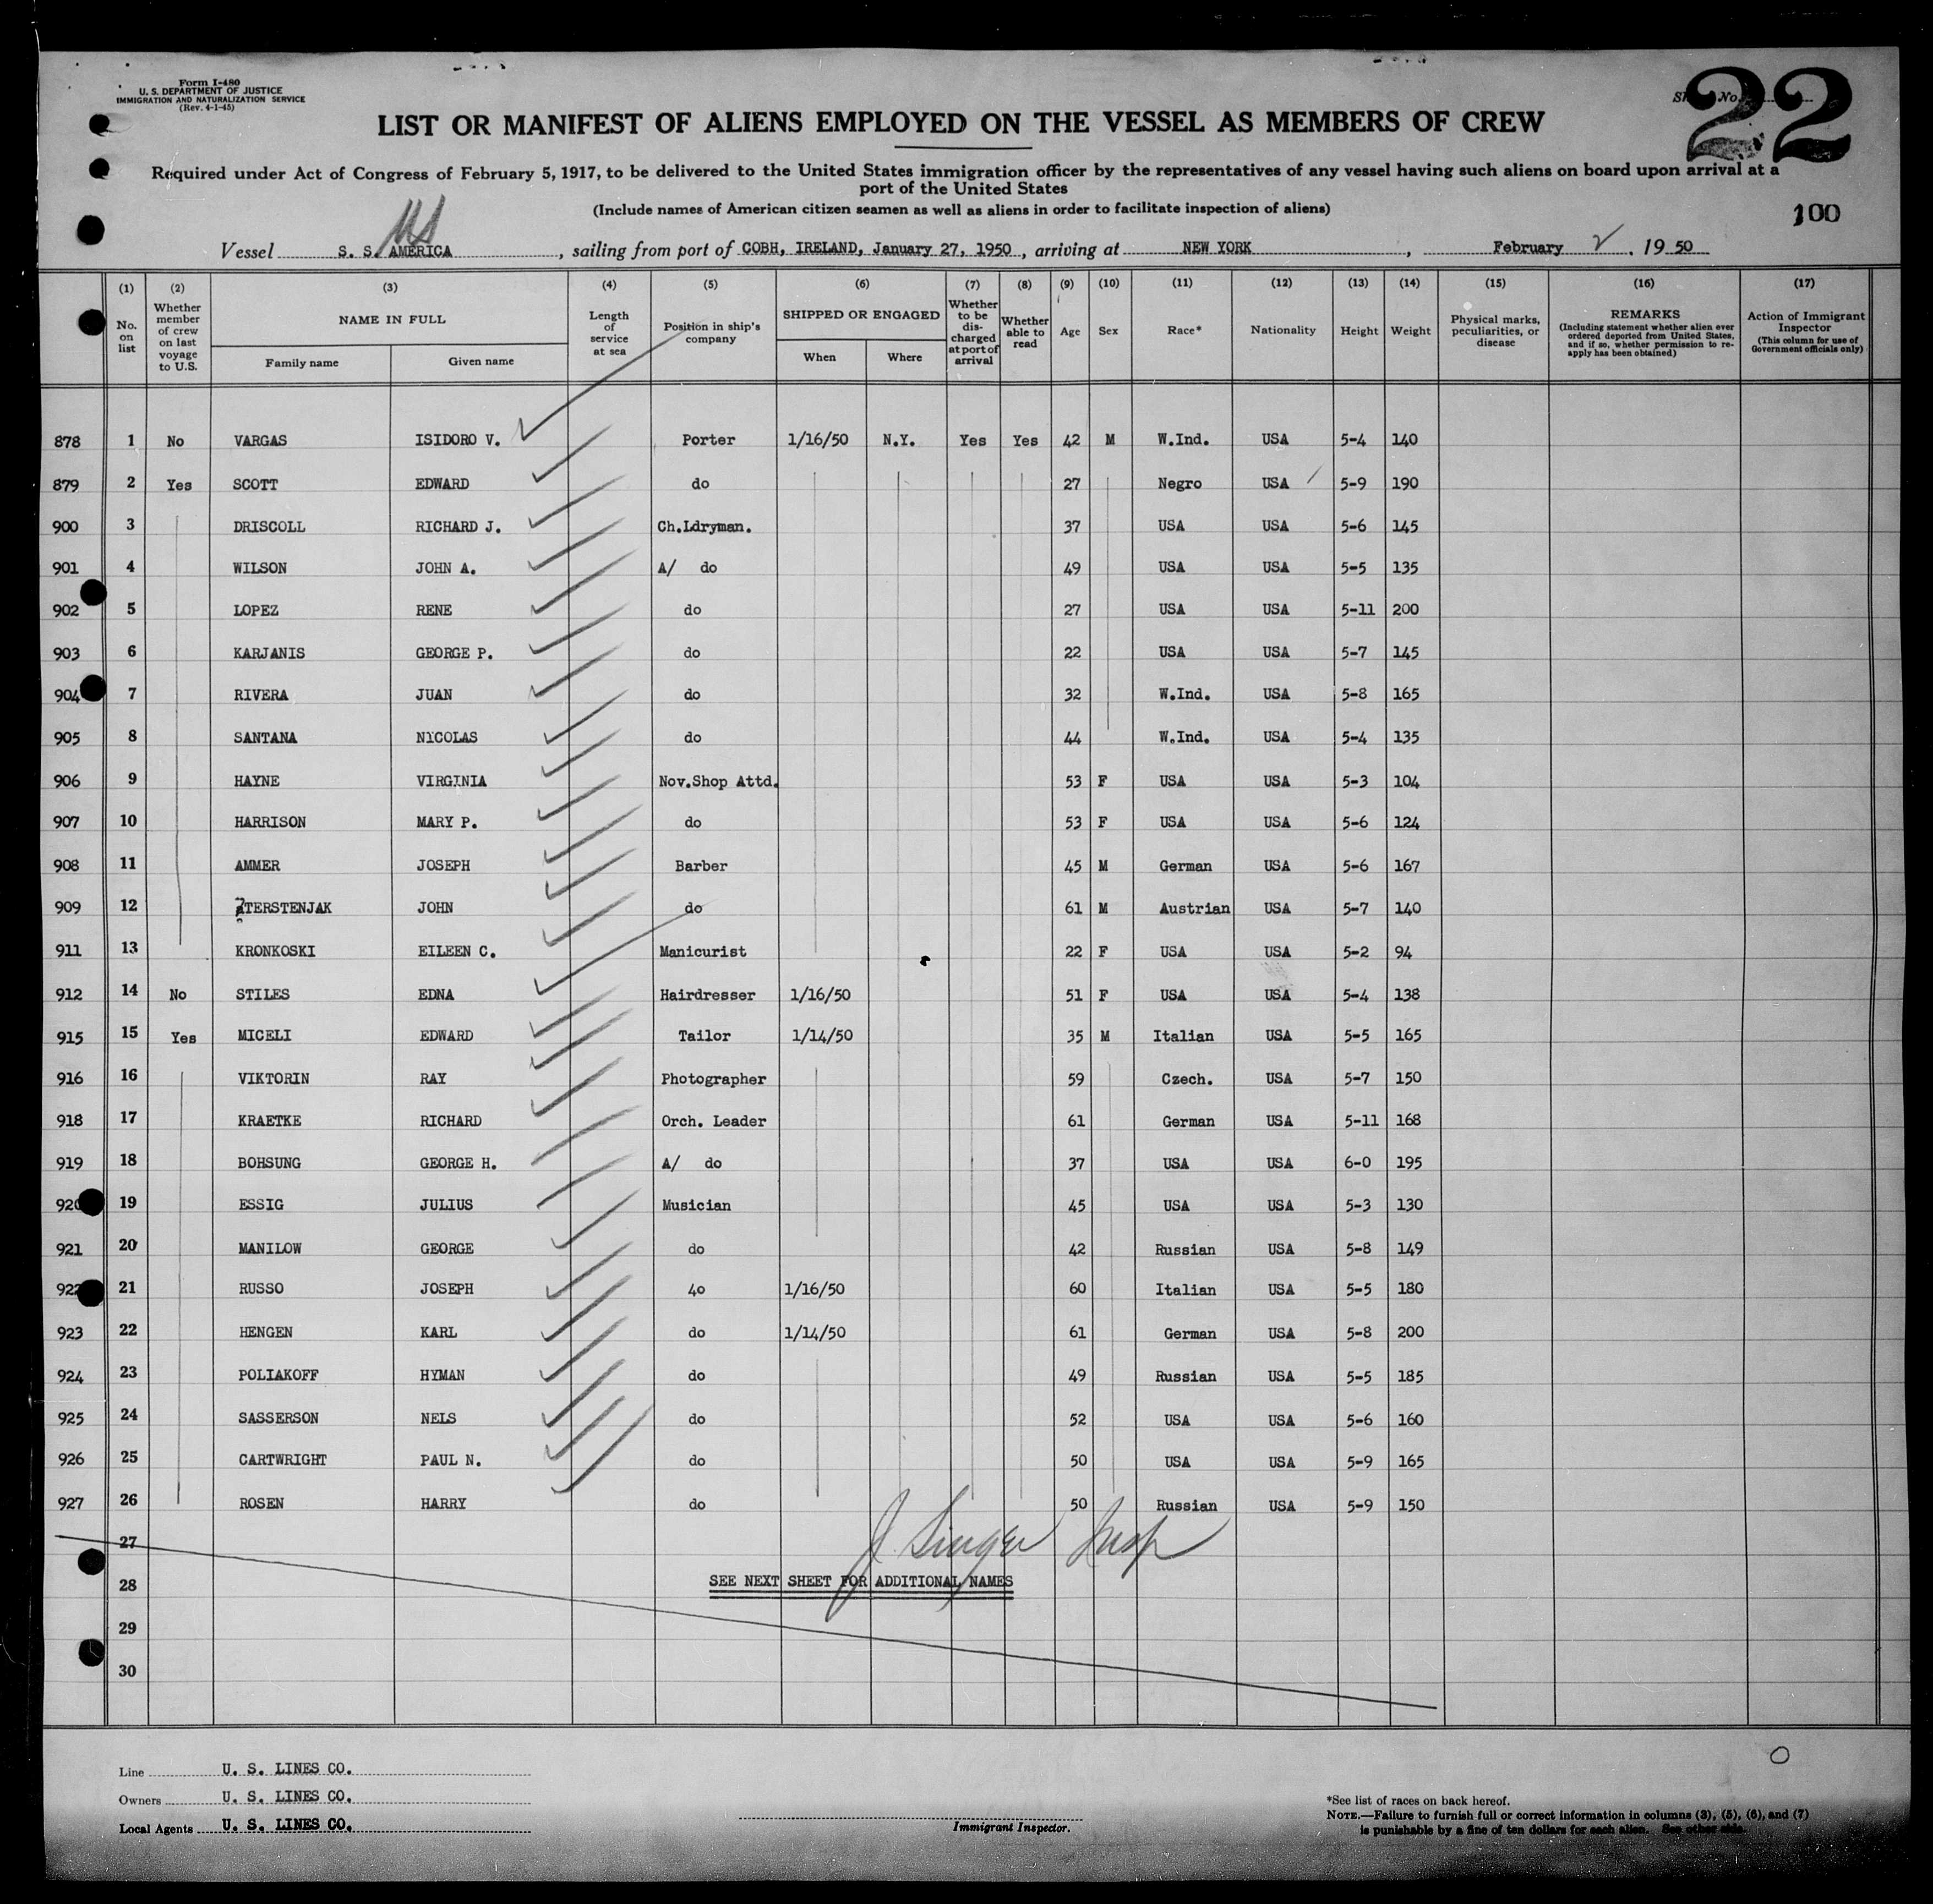 Form I-480
U. S. DEPARTMENT OF JUSTICE
IMMIGRATION AND NATURALIZATION SERVICE
(Rev. 4-1-45)
No.
22
LIST OR MANIFEST OF ALIENS EMPLOYED ON THE VESSEL AS MEMBERS OF CREW
Required under Act of Congress of February 5, 1917, to be delivered to the United States immigration officer by the representatives of any vessel having such aliens on board upon arrival at a
port of the United States
(Include names of American citizen seamen as well as aliens in order to facilitate inspection of aliens)
100
US
Vessel S. S. AMERICA, sailing from port of COBH, IRELAND, January 27, 1950, arriving at NEW YORK, February 2, 1950
(1) No. on list (2) Whether member of crew on last voyage to U.S. (3) NAME IN FULL Family name Given name (4) Length of service at sea (5) Position in ship's company (6) SHIPPED OR ENGAGED When Where (7) Whether to be discharged at port of arrival (8) Whether able to read (9) Age (10) Sex (11) Race* (12) Nationality (13) Height (14) Weight (15) Physical marks, peculiarities, or disease (16) REMARKS (Including statement whether alien ever ordered deported from United States, and if so, whether permission to re-apply has been obtained) (17) Action of Immigrant Inspector (This column for use of Government officials only)
878 1 No VARGAS ISIDORO V. Porter 1/16/50 N.Y. Yes Yes 42 M W.Ind. USA 5-4 140
879 2 Yes SCOTT EDWARD do 27 Negro USA 5-9 190
900 3 DRISCOLL RICHARD J. Ch.Ldryman. 37 USA USA 5-6 145
901 4 WILSON JOHN A. A/ do 49 USA USA 5-5 135
902 5 LOPEZ RENE do 27 USA USA 5-11 200
903 6 KARJANIS GEORGE P. do 22 USA USA 5-7 145
904 7 RIVERA JUAN do 32 W.Ind. USA 5-8 165
905 8 SANTANA NICOLAS do 44 W.Ind. USA 5-4 135
906 9 HAYNE VIRGINIA Nov.Shop Attd. 53 F USA USA 5-3 104
907 10 HARRISON MARY P. do 53 F USA USA 5-6 124
908 11 AMMER JOSEPH Barber 45 M German USA 5-6 167
909 12 ZTERSTENJAK JOHN do 61 M Austrian USA 5-7 140
911 13 KRONKOSKI EILEEN C. Manicurist 22 F USA USA 5-2 94
912 14 No STILES EDNA Hairdresser 1/16/50 51 F USA USA 5-4 138
915 15 Yes MICELI EDWARD Tailor 1/14/50 35 M Italian USA 5-5 165
916 16 VIKTORIN RAY Photographer 59 Czech. USA 5-7 150
918 17 KRAETKE RICHARD Orch. Leader 61 German USA 5-11 168
919 18 BOHSUNG GEORGE H. A/ do 37 USA USA 6-0 195
920 19 ESSIG JULIUS Musician 45 USA USA 5-3 130
921 20 MANILOW GEORGE do 42 Russian USA 5-8 149
922 21 RUSSO JOSEPH 4o 1/16/50 60 Italian USA 5-5 180
923 22 HENGEN KARL do 1/14/50 61 German USA 5-8 200
924 23 POLIAKOFF HYMAN do 49 Russian USA 5-5 185
925 24 SASSERSON NELS do 52 USA USA 5-6 160
926 25 CARTWRIGHT PAUL N. do 50 USA USA 5-9 165
927 26 ROSEN HARRY do 50 Russian USA 5-9 150
27
J. Singer Insp
28 SEE NEXT SHEET FOR ADDITIONAL NAMES
29
30
Line U. S. LINES CO.
Owners U. S. LINES CO.
Local Agents U. S. LINES CO.
Immigrant Inspector.
*See list of races on back hereof.
NOTE.—Failure to furnish full or correct information in columns (3), (5), (6), and (7)
is punishable by a fine of ten dollars for each alien. See other side.